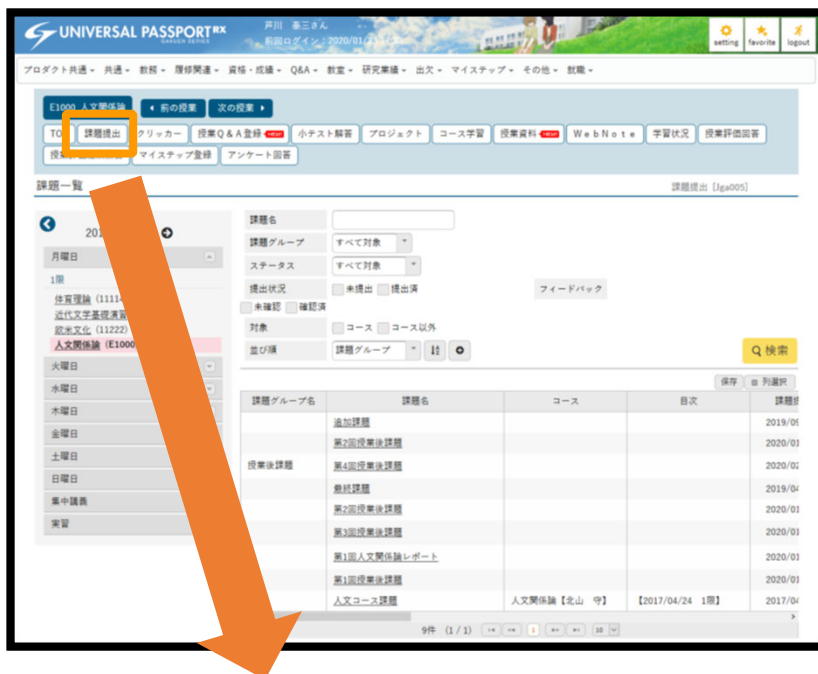 UNIVERSAL PASSPORT RX
芦川 泰三さん
前回ログイン:2020/01/
setting favorite logout
プロダクト共通 共通 教務 履修関連 資格・成績 Q&A 教室 研究業績 出欠 マイステップ その他 就職
E1000 人文関係論 前の授業 次の授業
課題提出 クリッカー 授業Q&A登録 小テスト解答 プロジェクト コース学習 授業資料 WebNote 学習状況 授業評価回答
マイステップ登録 アンケート回答
課題一覧
課題提出 [Jga005]
月曜日
1限
体育理論 (1111
近代文学基礎演習
欧米文化 (11222)
人文関係論 (E1000
火曜日
水曜日
木曜日
金曜日
土曜日
日曜日
集中講義
実習
課題名
課題グループ すべて対象
ステータス すべて対象
提出状況 未提出 提出済 フィードバック
未確認 確認済
対象 コース コース以外
並び順 課題グループ
検索
保存 列選択
課題グループ名 課題名 コース 目次 課題提
追加課題 2019/09
第2回授業後課題 2020/01
授業後課題 第4回授業後課題 2020/02
最終課題 2019/04
第2回授業後課題 2020/01
第3回授業後課題 2020/01
第1回人文関係論レポート 2020/01
第1回授業後課題 2020/01
人文コース課題 人文関係論【北山 守】 【2017/04/24 1限】 2017/04
9件 (1/1) 1 10